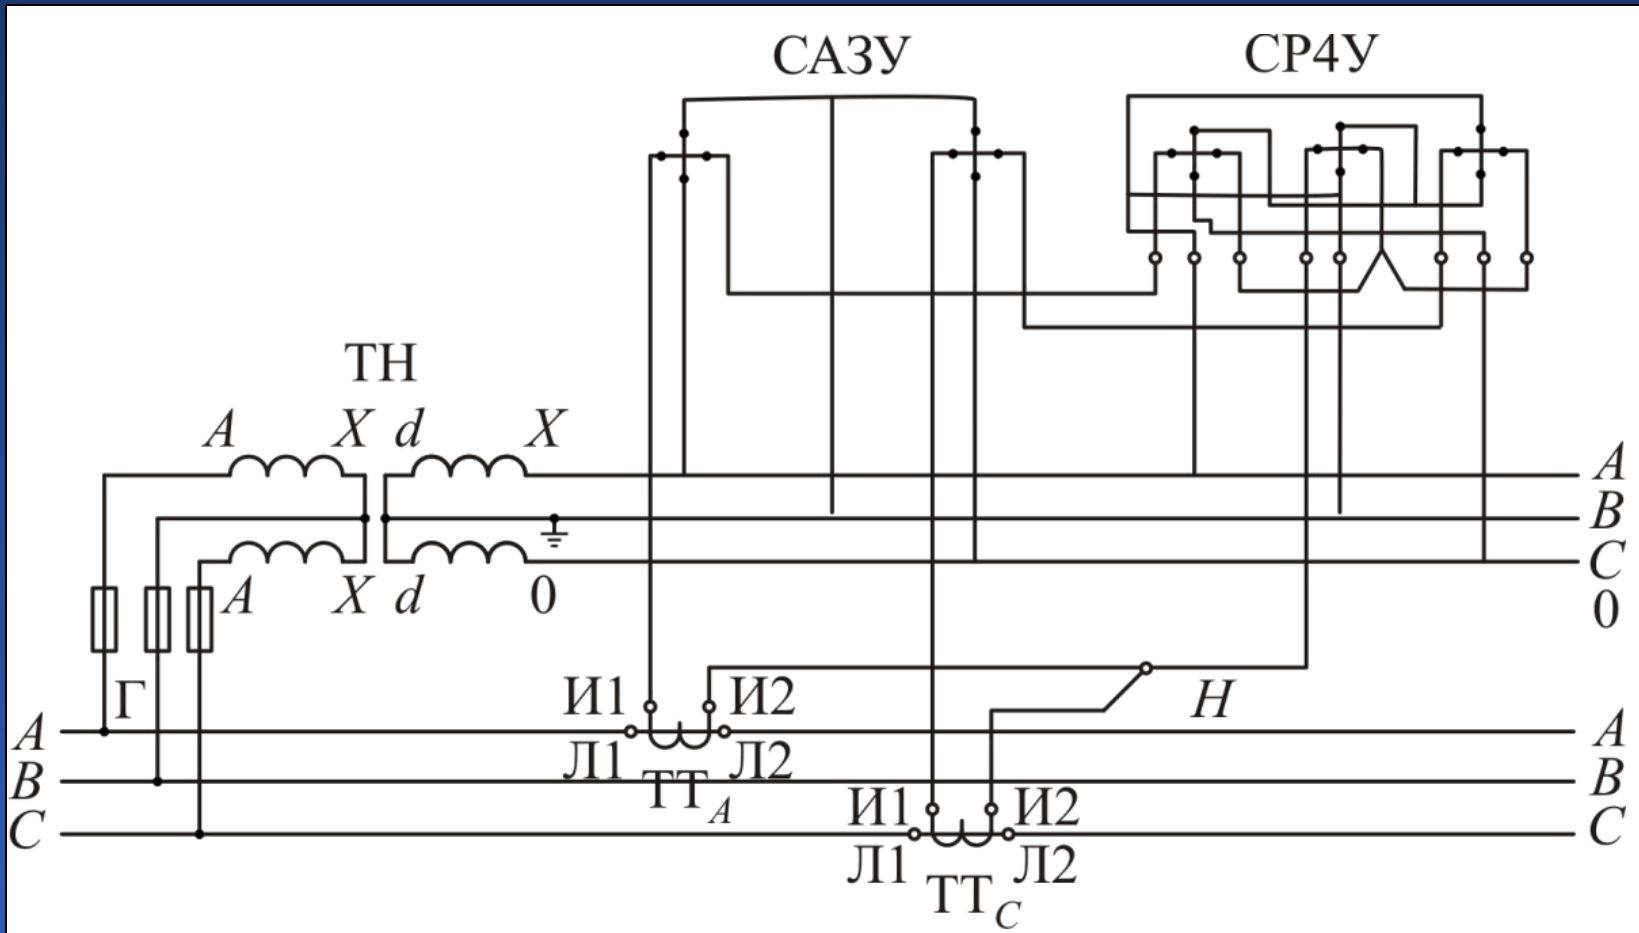 САЗУ СР4У
ТН
A X d X
A
B
C
A X d 0
0
Г
И1 И2 Н
A A
Л1 ТТA Л2
B B
И1 И2
C C
Л1 ТТC Л2